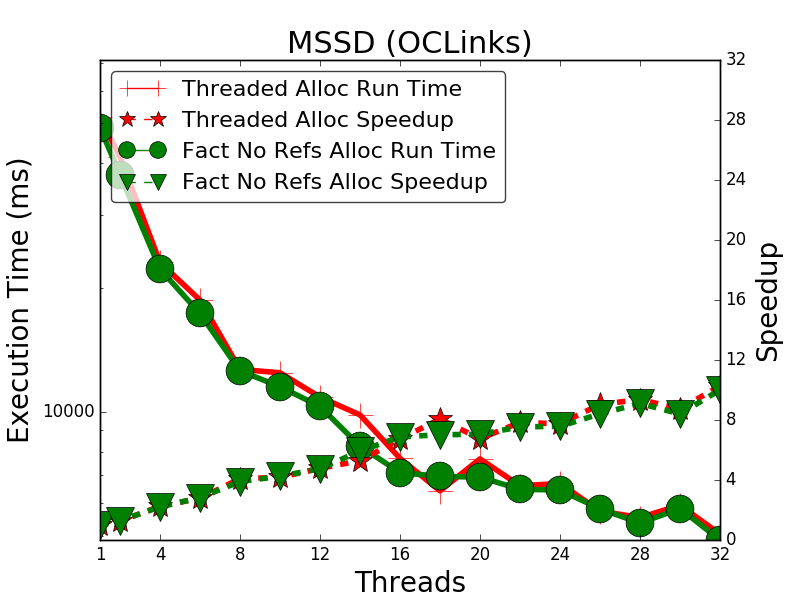 MSSD (OCLinks)
Threaded Alloc Run Time
Threaded Alloc Speedup
Fact No Refs Alloc Run Time
Fact No Refs Alloc Speedup
Execution Time (ms)
10000
32
28
24
20
16
12
8
4
0
Speedup
1 4 8 12 16 20 24 28 32
Threads